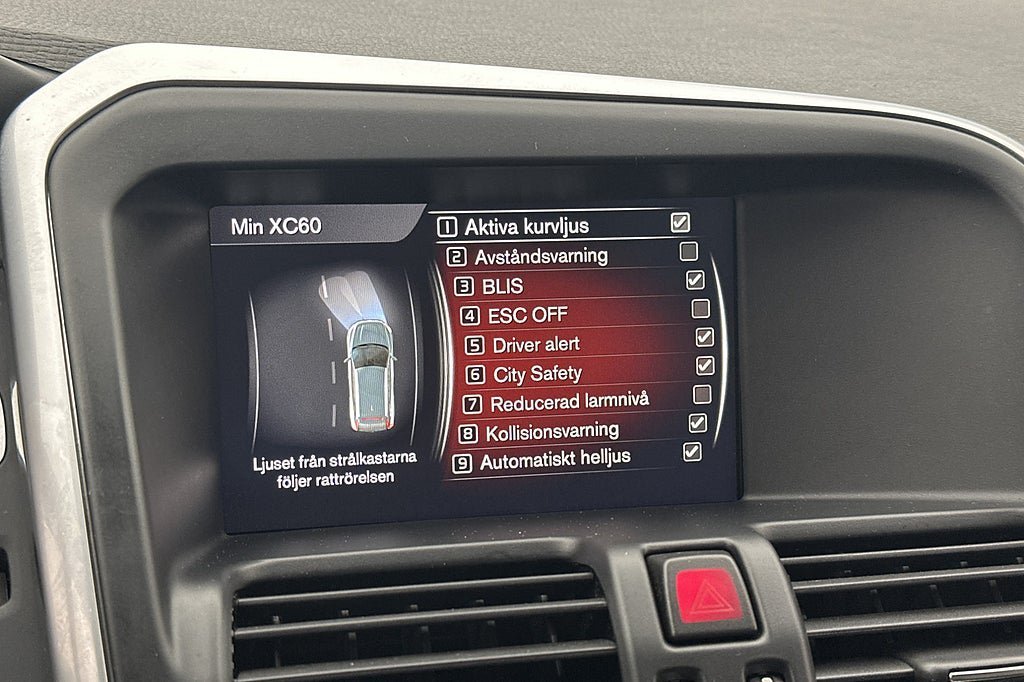 Min XC60
1 Aktiva kurvljus
2 Avståndsvarning
3 BLIS
4 ESC OFF
5 Driver alert
6 City Safety
7 Reducerad larmnivå
8 Kollisionsvarning
9 Automatiskt helljus
Ljuset från strålkastarna
följer rattrörelsen